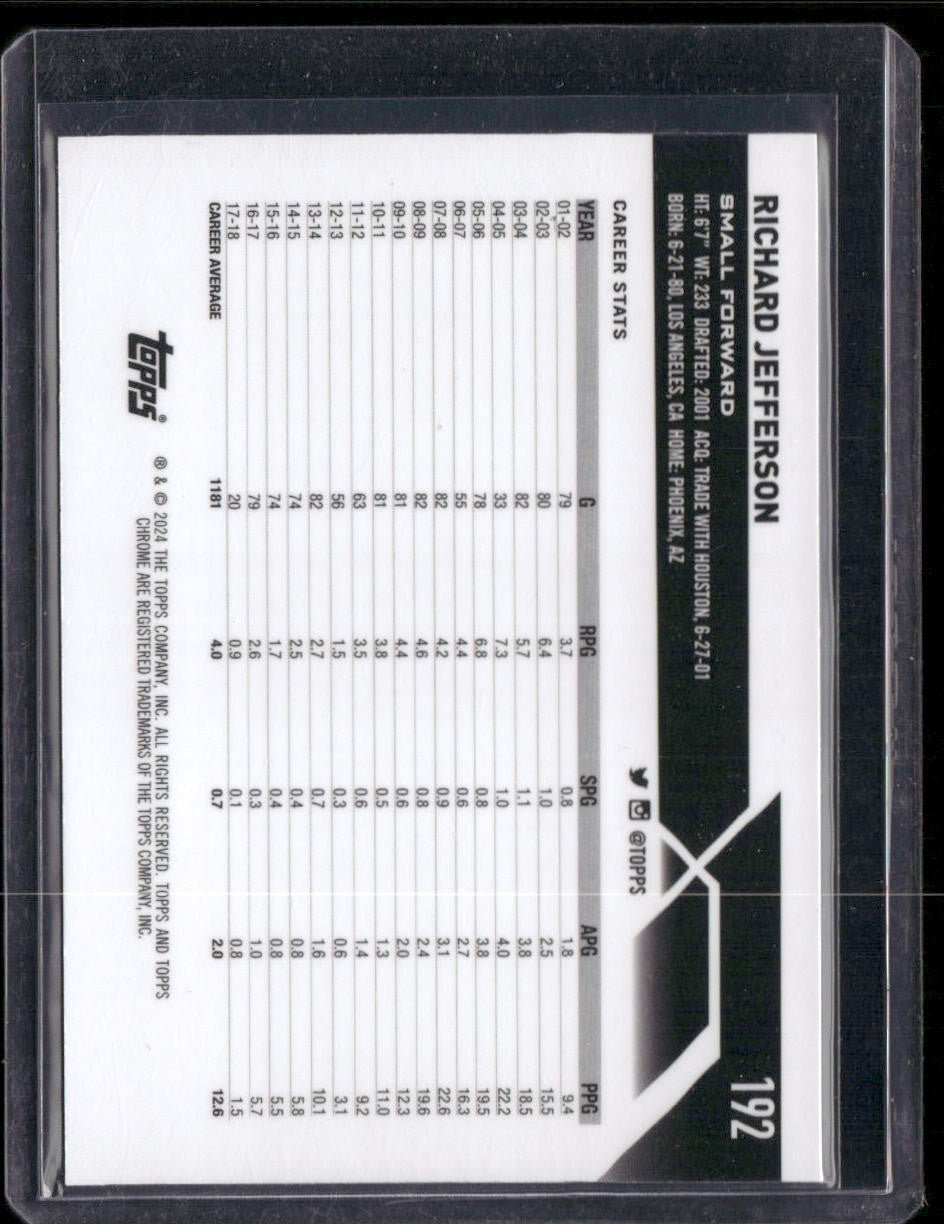 RICHARD JEFFERSON
192
SMALL FORWARD
HT: 6'7" WT: 233 DRAFTED: 2001 ACQ: TRADE WITH HOUSTON, 6-27-01
BORN: 6-21-80, LOS ANGELES, CA HOME: PHOENIX, AZ
@TOPPS
CAREER STATS
YEAR G RPG SPG APG PPG
01-02 79 3.7 0.8 1.8 9.4
02-03 80 6.4 1.0 2.5 15.5
03-04 82 5.7 1.1 3.8 18.5
04-05 33 7.3 1.0 4.0 22.2
05-06 78 6.8 0.8 3.8 19.5
06-07 55 4.4 0.6 2.7 16.3
07-08 82 4.2 0.9 3.1 22.6
08-09 82 4.6 0.8 2.4 19.6
09-10 81 4.4 0.6 2.0 12.3
10-11 81 3.8 0.5 1.3 11.0
11-12 63 3.5 0.6 1.4 9.2
12-13 56 1.5 0.3 0.6 3.1
13-14 82 2.7 0.7 1.6 10.1
14-15 74 2.5 0.4 0.8 5.8
15-16 74 1.7 0.4 0.8 5.5
16-17 79 2.6 0.3 1.0 5.7
17-18 20 0.9 0.1 0.8 1.5
CAREER AVERAGE 1181 4.0 0.7 2.0 12.6
topps®
® & © 2024 THE TOPPS COMPANY, INC. ALL RIGHTS RESERVED. TOPPS AND TOPPS
CHROME ARE REGISTERED TRADEMARKS OF THE TOPPS COMPANY, INC.